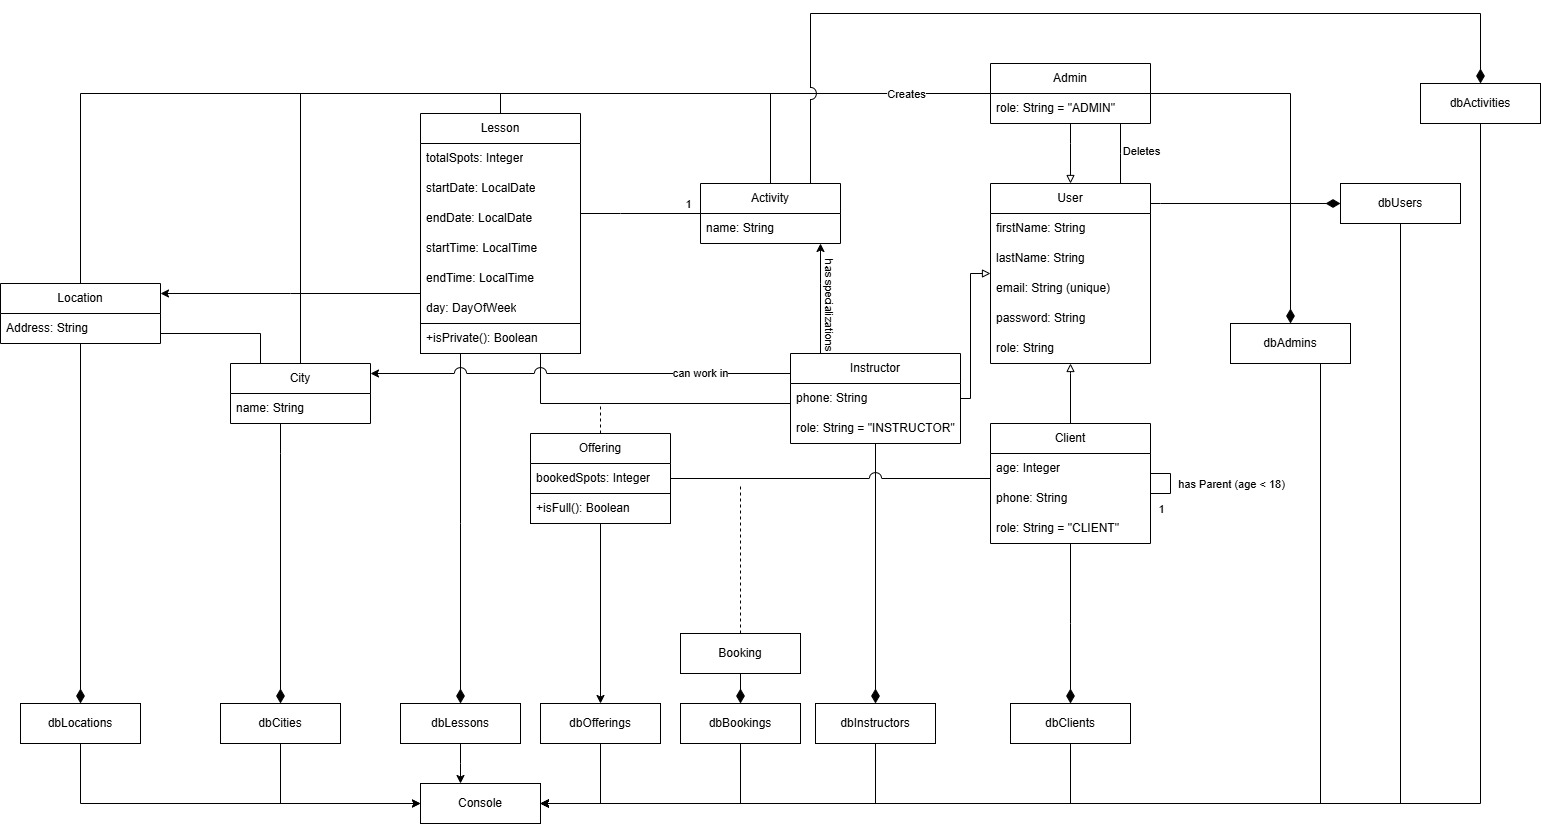 Admin
role: String = "ADMIN"
Creates
dbActivities
Lesson
totalSpots: Integer
startDate: LocalDate
endDate: LocalDate
startTime: LocalTime
endTime: LocalTime
day: DayOfWeek
+isPrivate(): Boolean
Deletes
1
Activity
name: String
User
firstName: String
lastName: String
email: String (unique)
password: String
role: String
dbUsers
has specializations
Location
Address: String
dbAdmins
City
name: String
can work in
Instructor
phone: String
role: String = "INSTRUCTOR"
Offering
bookedSpots: Integer
+isFull(): Boolean
Client
age: Integer
phone: String
role: String = "CLIENT"
has Parent (age < 18)
1
Booking
dbLocations
dbCities
dbLessons
dbOfferings
dbBookings
dbInstructors
dbClients
Console